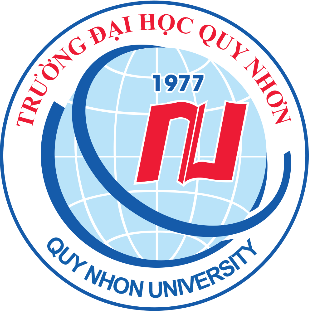 TRƯỜNG ĐẠI HỌC QUY NHƠN
1977
QUY NHON UNIVERSITY